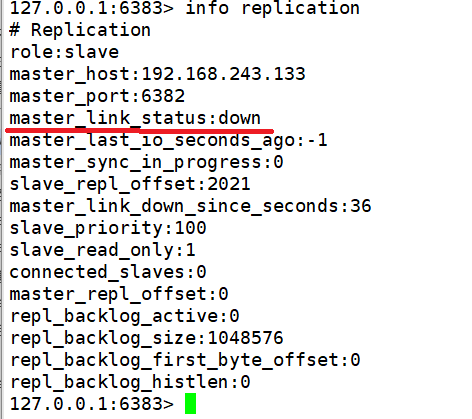 127.0.0.1:6383> info replication
# Replication
role:slave
master_host:192.168.243.133
master_port:6382
master_link_status:down
master_last_io_seconds_ago:-1
master_sync_in_progress:0
slave_repl_offset:2021
master_link_down_since_seconds:36
slave_priority:100
slave_read_only:1
connected_slaves:0
master_repl_offset:0
repl_backlog_active:0
repl_backlog_size:1048576
repl_backlog_first_byte_offset:0
repl_backlog_histlen:0
127.0.0.1:6383>